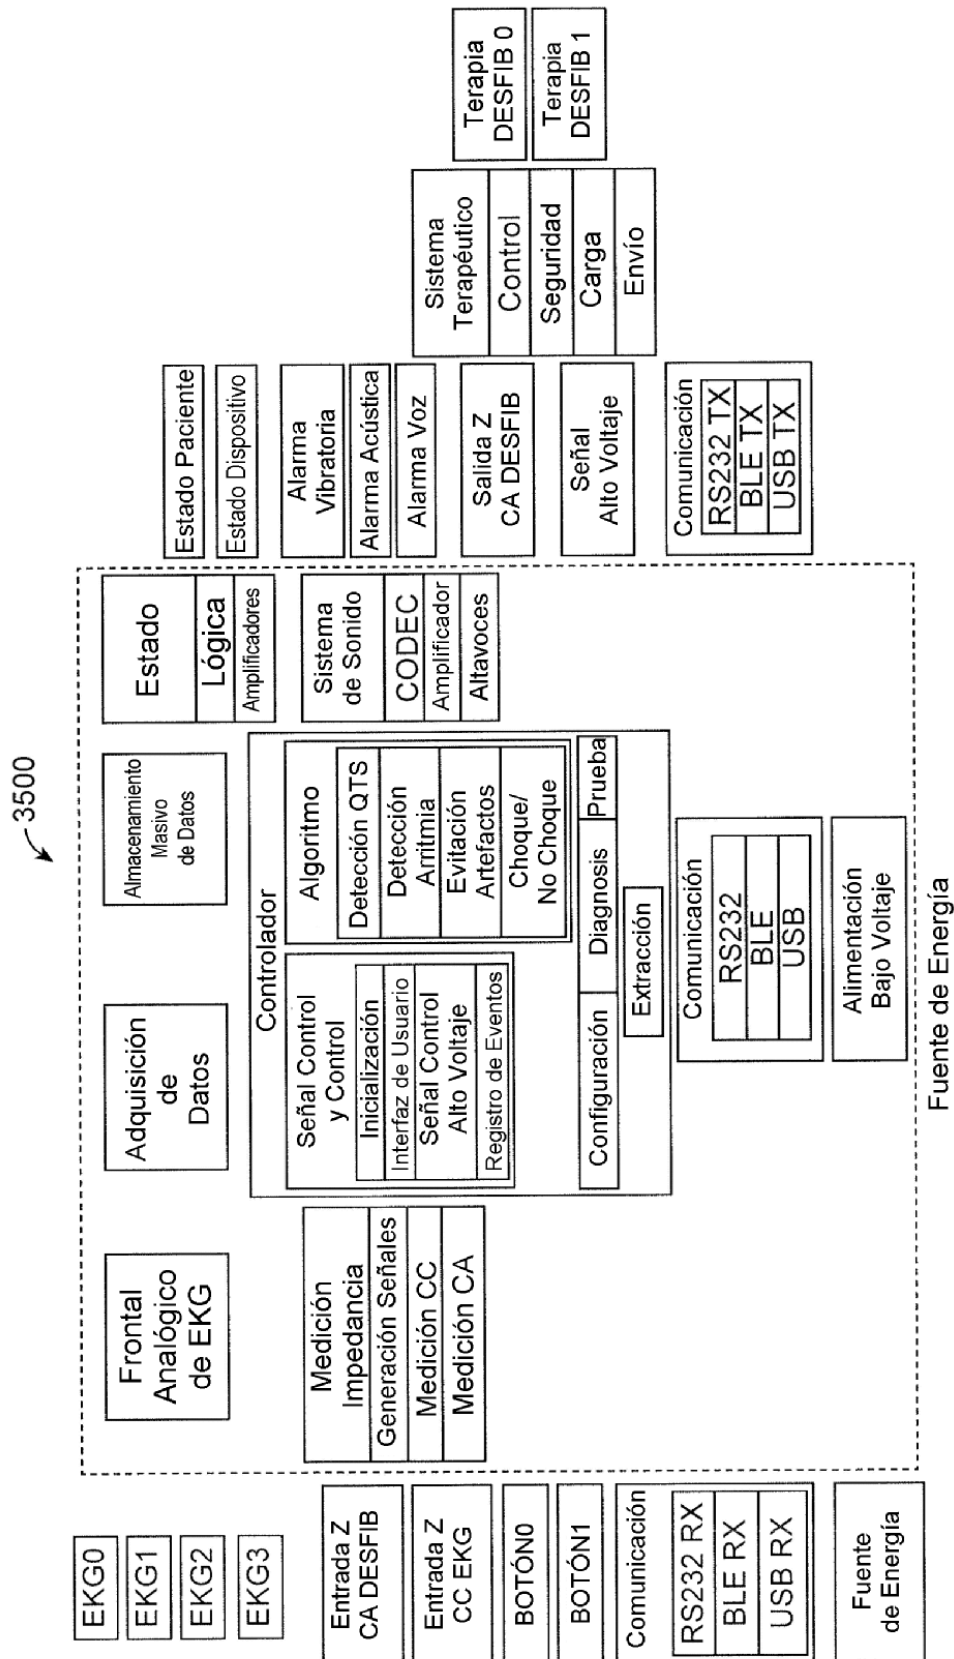 3500
EKG0
EKG1
EKG2
EKG3
Entrada Z
CA DESFIB
Entrada Z
CC EKG
BOTÓN0
BOTÓN1
Comunicación
RS232 RX
BLE RX
USB RX
Fuente
de Energía
Frontal
Analógico
de EKG
Medición
Impedancia
Generación Señales
Medición CC
Medición CA
Adquisición
de
Datos
Almacenamiento
Masivo
de Datos
Controlador
Señal Control
y Control
Inicialización
Interfaz de Usuario
Señal Control
Alto Voltaje
Registro de Eventos
Algoritmo
Detección QTS
Detección
Arritmia
Evitación
Artefactos
Choque/
No Choque
Configuración
Diagnosis
Prueba
Extracción
Comunicación
RS232
BLE
USB
Alimentación
Bajo Voltaje
Fuente de Energía
Estado
Lógica
Amplificadores
Sistema
de Sonido
CODEC
Amplificador
Altavoces
Estado Paciente
Estado Dispositivo
Alarma
Vibratoria
Alarma Acústica
Alarma Voz
Salida Z
CA DESFIB
Señal
Alto Voltaje
Comunicación
RS232 TX
BLE TX
USB TX
Sistema
Terapéutico
Control
Seguridad
Carga
Envío
Terapia
DESFIB 0
Terapia
DESFIB 1